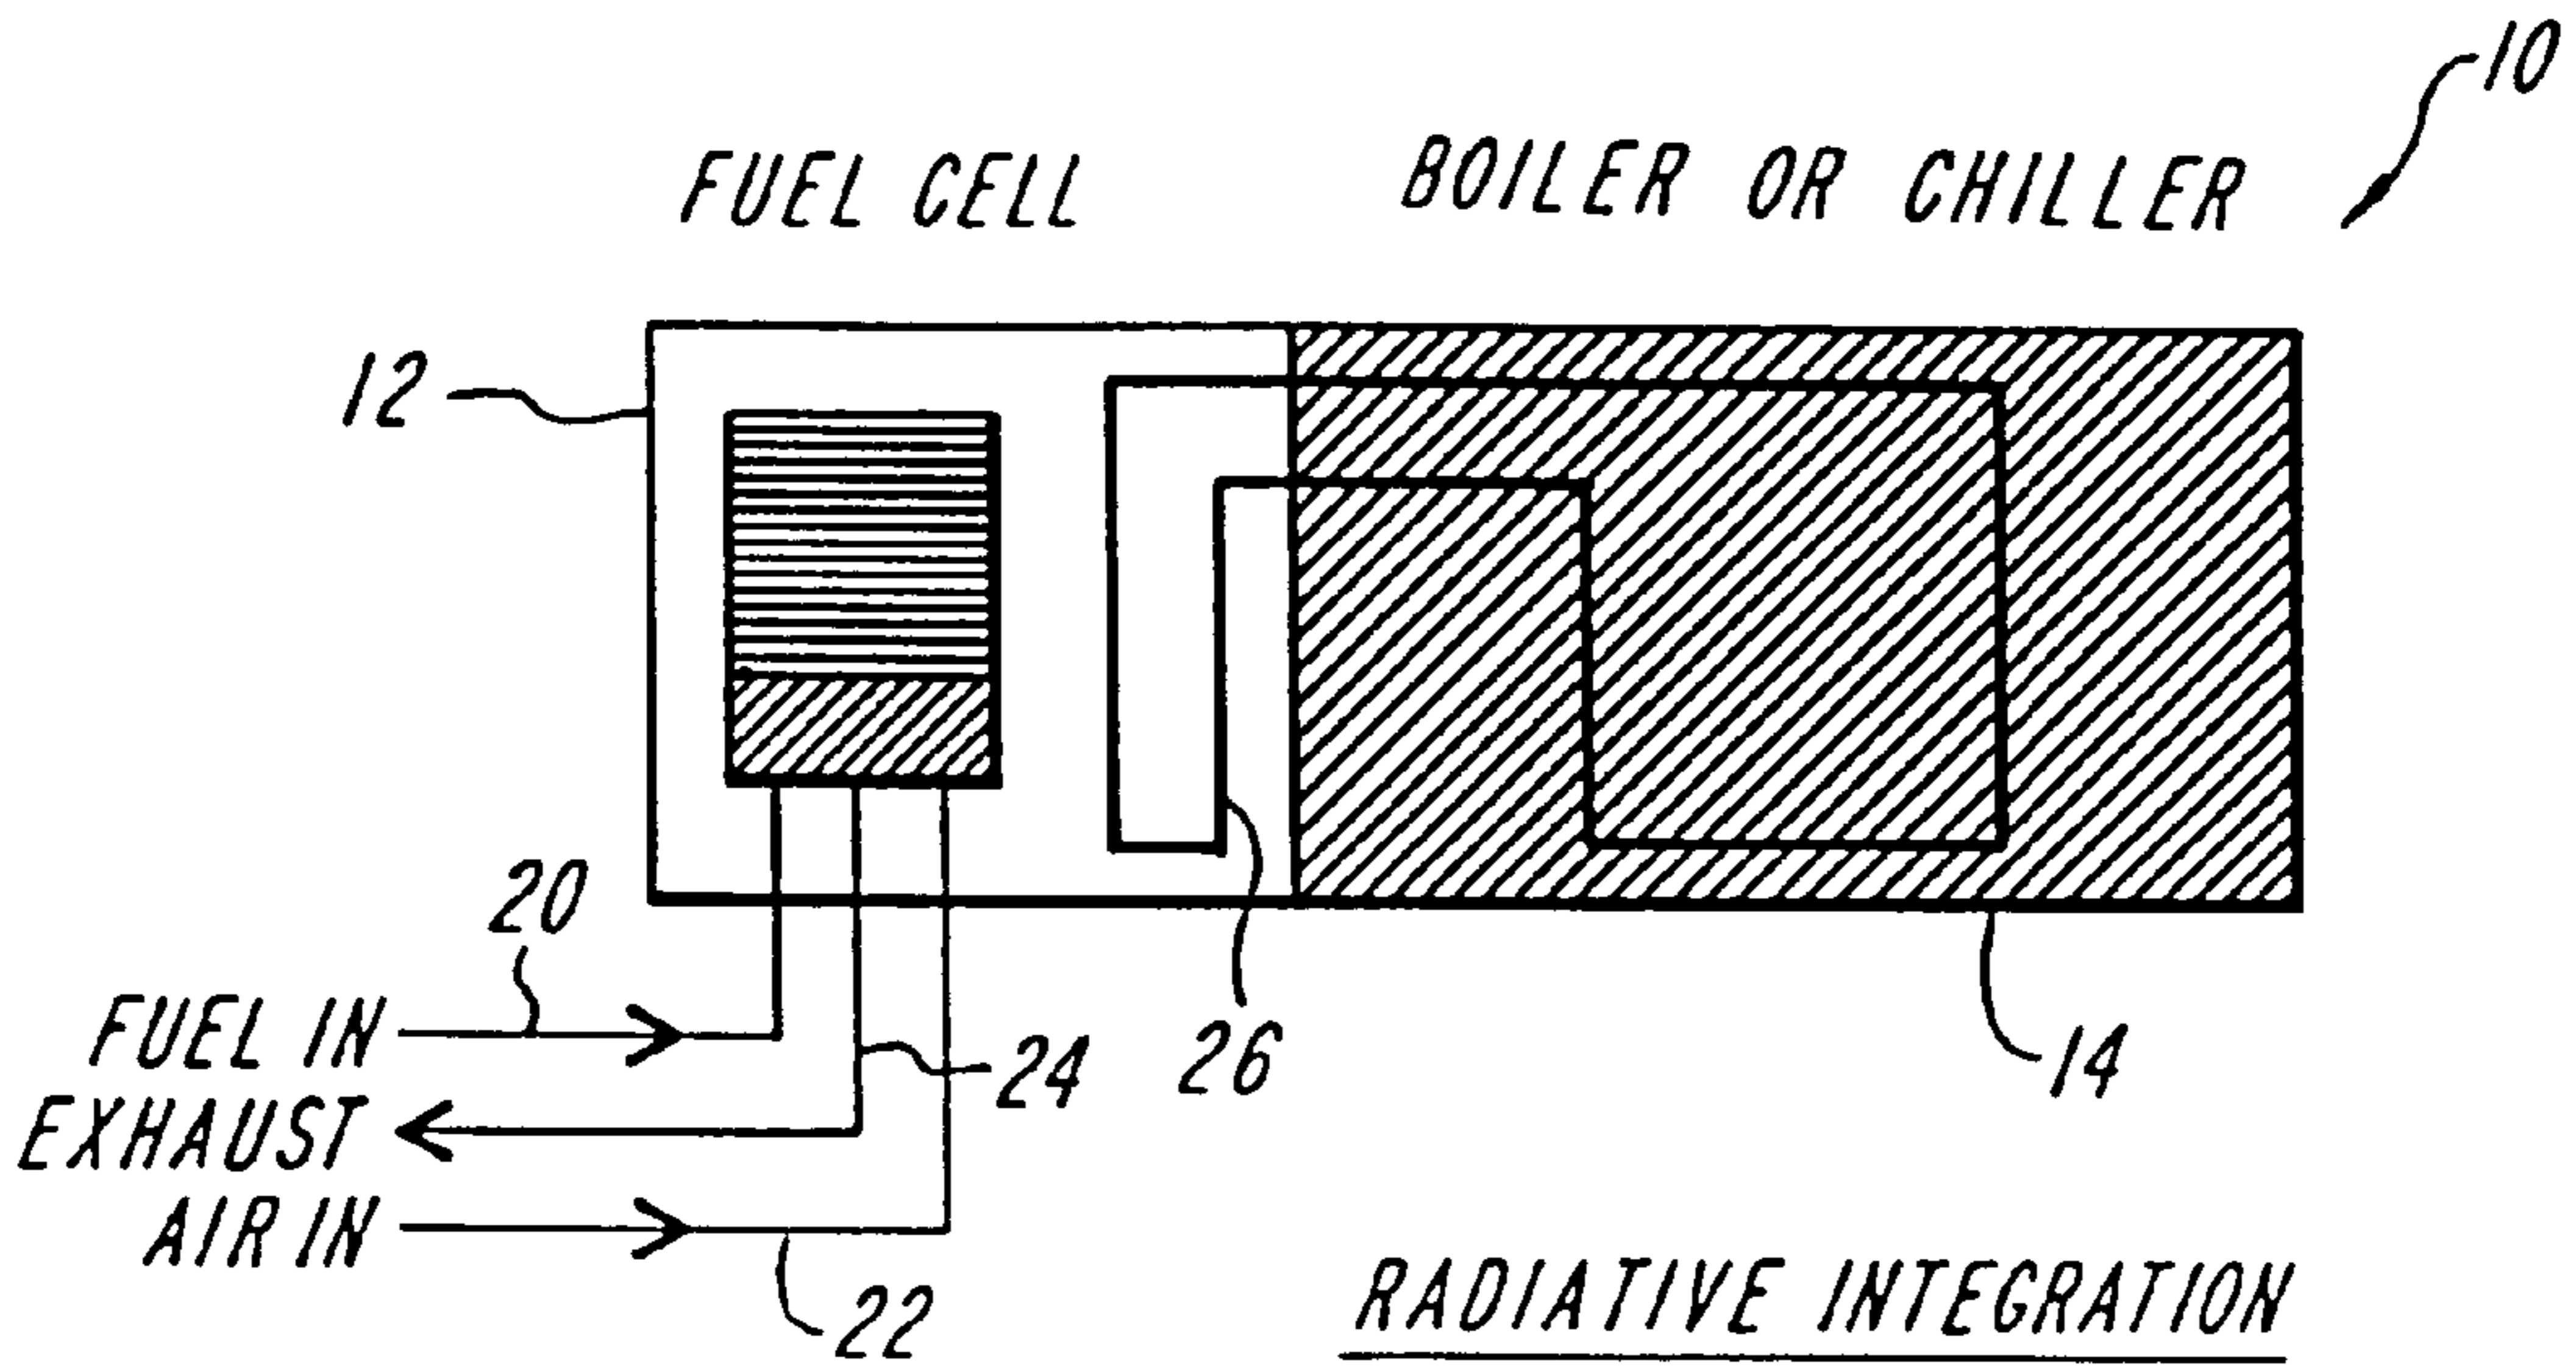 10
FUEL CELL
BOILER OR CHILLER
12
20
FUEL IN
24
26
14
EXHAUST
AIR IN
22
RADIATIVE INTEGRATION